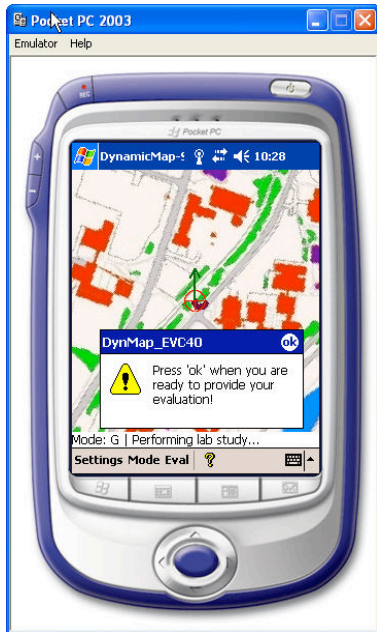 Pocket PC 2003
Emulator Help
REC
Pocket PC
DynamicMap-S 10:28
DynMap_EVC40 ok
Press 'ok' when you are
ready to provide your
evaluation!
Mode: G | Performing lab study...
Settings Mode Eval